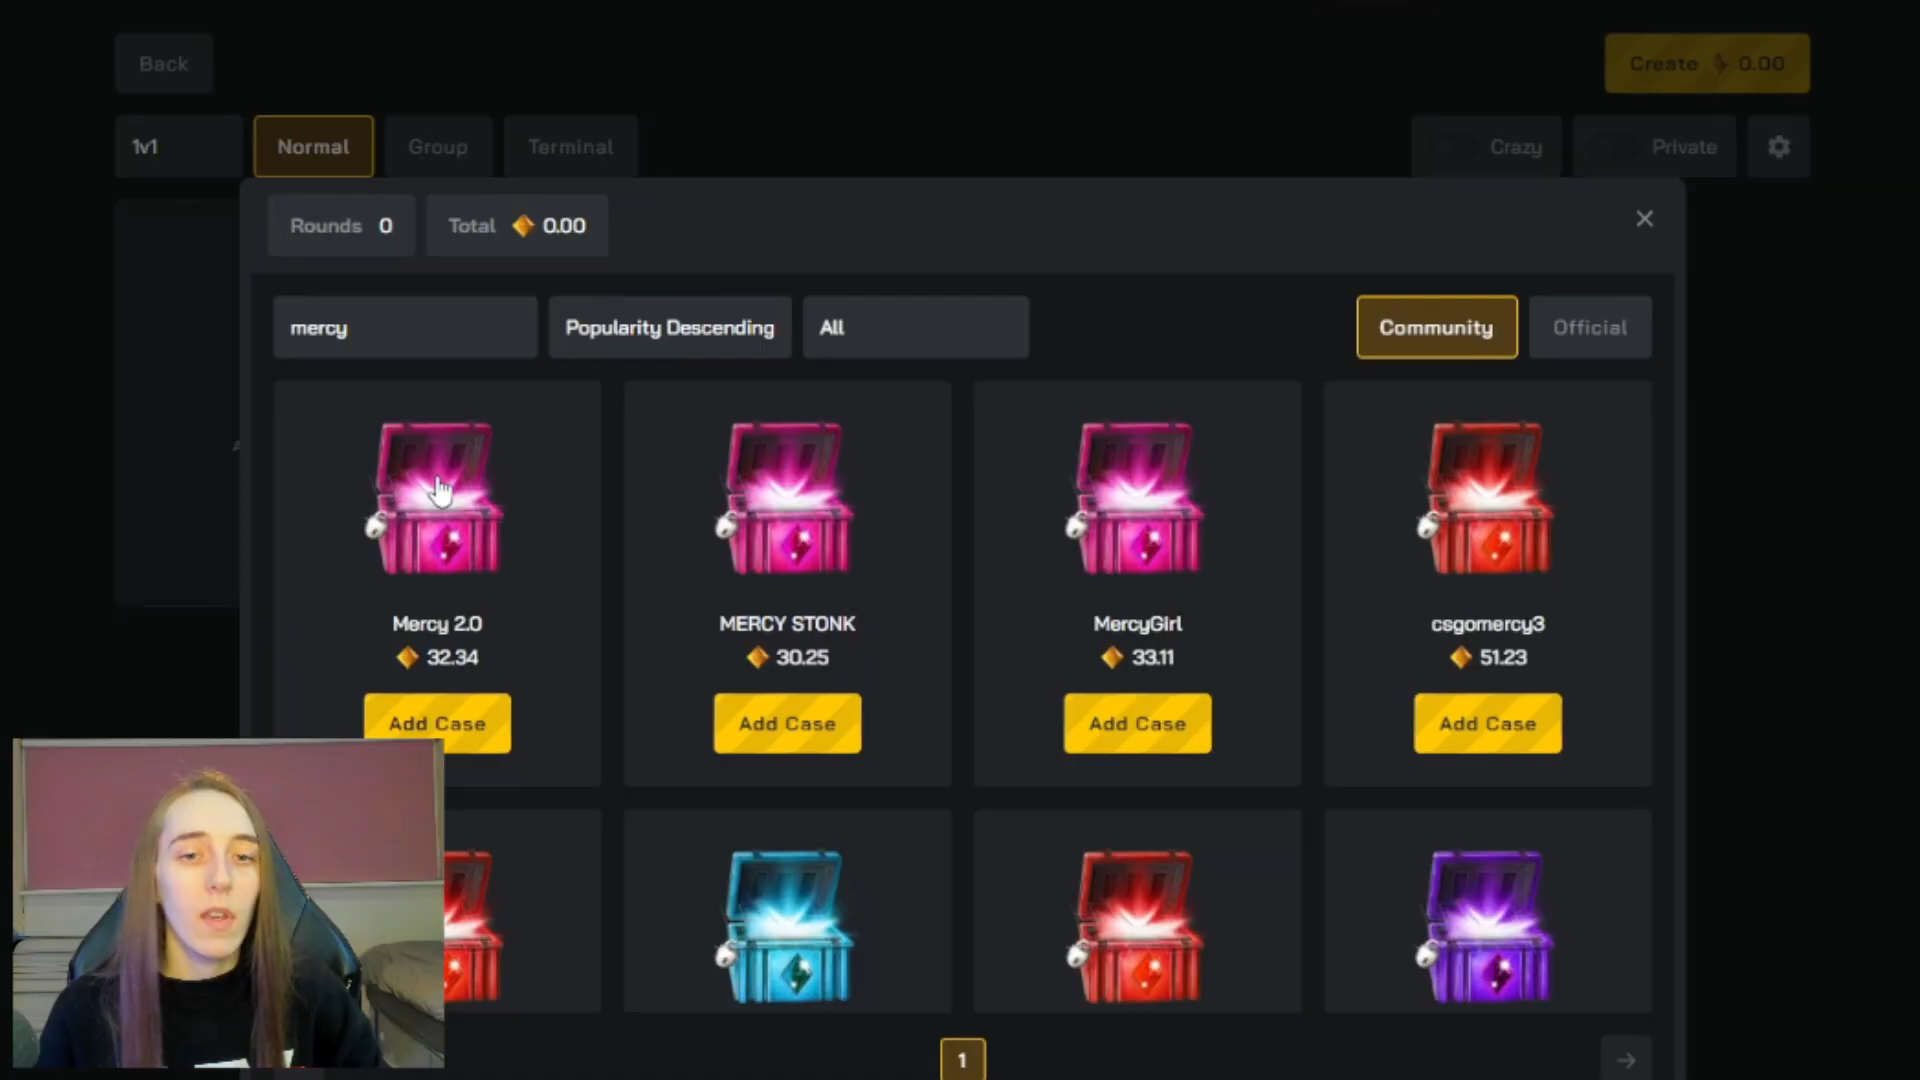 Back
Create 0.00
1v1
Normal
Group
Terminal
Crazy
Private
Rounds 0
Total 0.00
mercy
Popularity Descending
All
Community
Official
Mercy 2.0
32.34
Add Case
MERCY STONK
30.25
Add Case
MercyGirl
33.11
Add Case
csgomercy3
51.23
Add Case
1